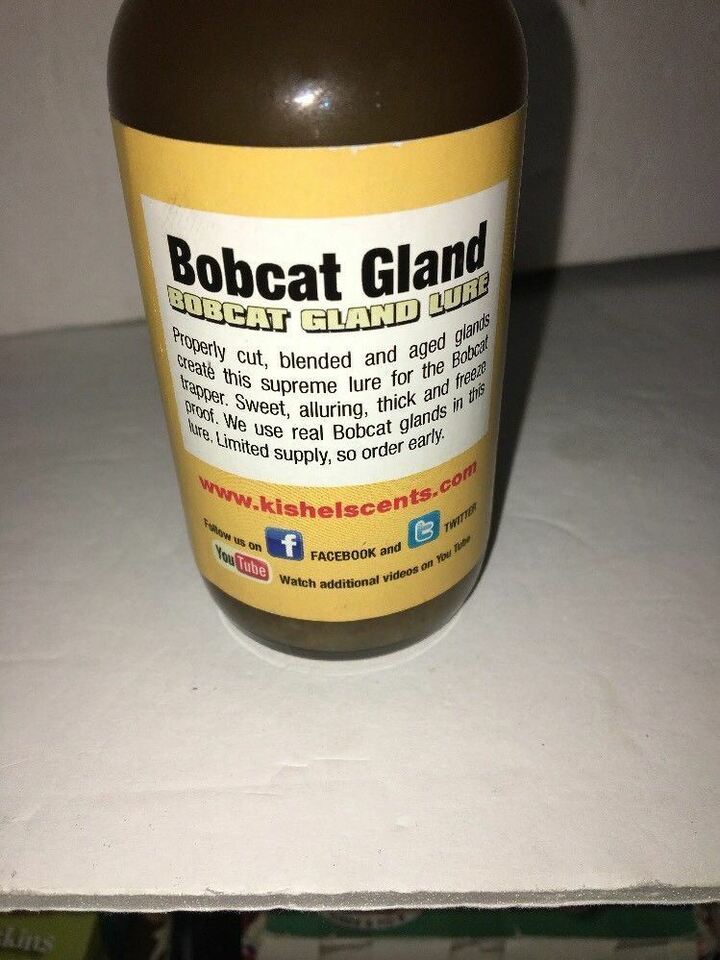 Bobcat Gland
BOBCAT GLAND LURE
Properly cut, blended and aged glands
create this supreme lure for the Bobcat
trapper. Sweet, alluring, thick and freeze
proof. We use real Bobcat glands in this
lure. Limited supply, so order early.
www.kishelscents.com
Follow us on f FACEBOOK and t TWITTER
YouTube Watch additional videos on You Tube
kins